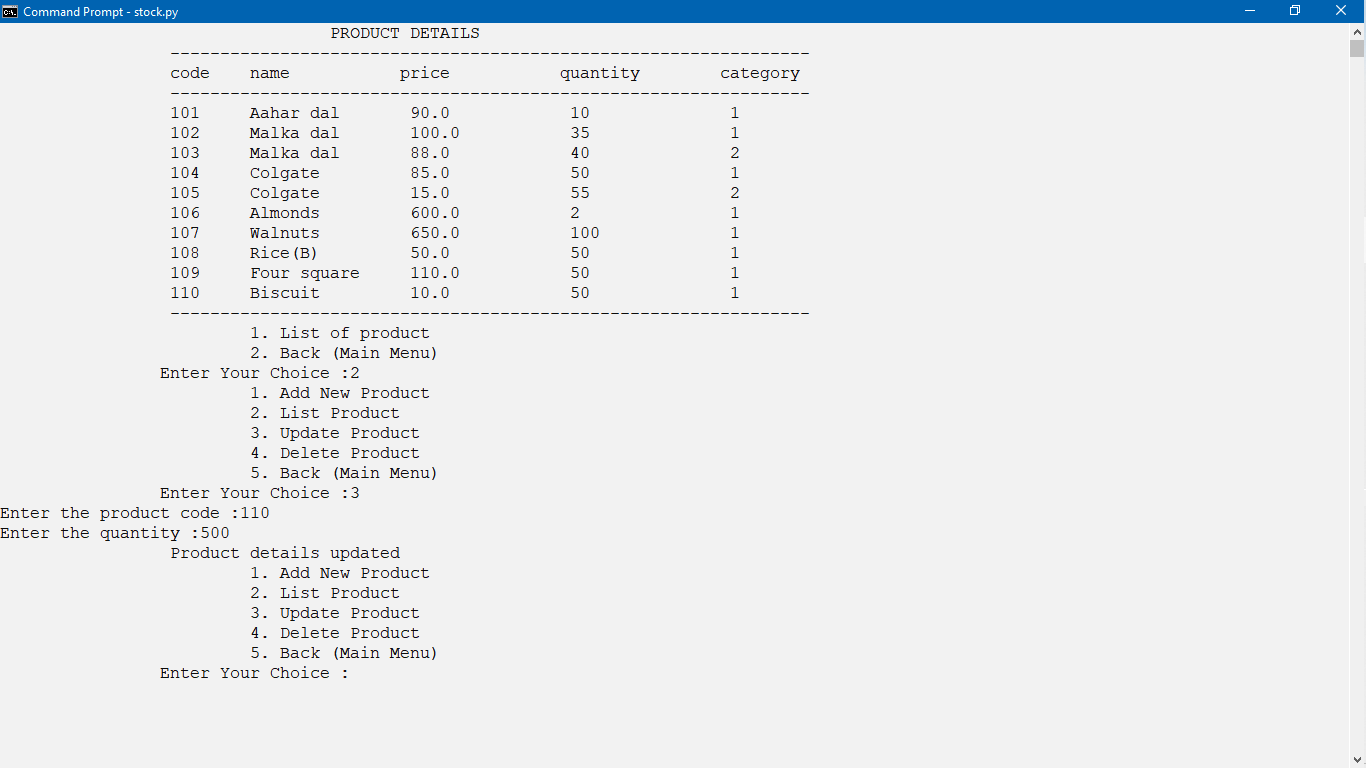 Command Prompt - stock.py
PRODUCT DETAILS
----------------------------------------------------------------
code name price quantity category
----------------------------------------------------------------
101 Aahar dal 90.0 10 1
102 Malka dal 100.0 35 1
103 Malka dal 88.0 40 2
104 Colgate 85.0 50 1
105 Colgate 15.0 55 2
106 Almonds 600.0 2 1
107 Walnuts 650.0 100 1
108 Rice(B) 50.0 50 1
109 Four square 110.0 50 1
110 Biscuit 10.0 50 1
----------------------------------------------------------------
1. List of product
2. Back (Main Menu)
Enter Your Choice :2
1. Add New Product
2. List Product
3. Update Product
4. Delete Product
5. Back (Main Menu)
Enter Your Choice :3
Enter the product code :110
Enter the quantity :500
Product details updated
1. Add New Product
2. List Product
3. Update Product
4. Delete Product
5. Back (Main Menu)
Enter Your Choice :